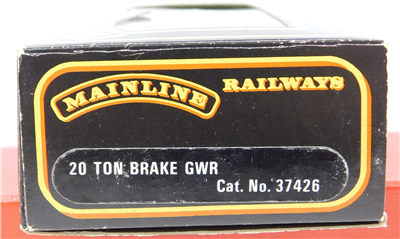 MAINLINE RAILWAYS
20 TON BRAKE GWR
Cat. No. 37426